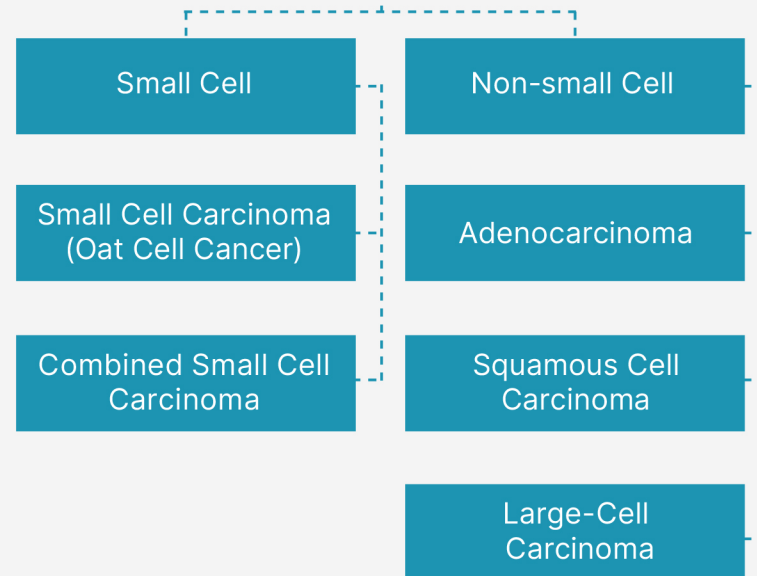 Small Cell
Non-small Cell
Small Cell Carcinoma
(Oat Cell Cancer)
Adenocarcinoma
Combined Small Cell
Carcinoma
Squamous Cell
Carcinoma
Large-Cell
Carcinoma